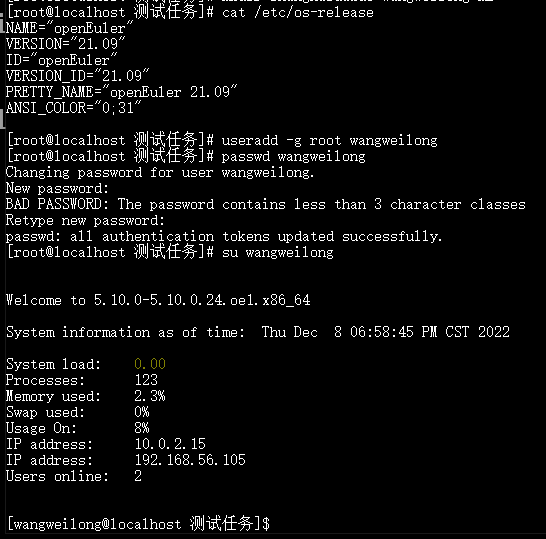 [root@localhost 测试任务]# cat /etc/os-release
NAME="openEuler"
VERSION="21.09"
ID="openEuler"
VERSION_ID="21.09"
PRETTY_NAME="openEuler 21.09"
ANSI_COLOR="0;31"
[root@localhost 测试任务]# useradd -g root wangweilong
[root@localhost 测试任务]# passwd wangweilong
Changing password for user wangweilong.
New password:
BAD PASSWORD: The password contains less than 3 character classes
Retype new password:
passwd: all authentication tokens updated successfully.
[root@localhost 测试任务]# su wangweilong
Welcome to 5.10.0-5.10.0.24.oe1.x86_64
System information as of time:  Thu Dec  8 06:58:45 PM CST 2022
System load:    0.00
Processes:      123
Memory used:    2.3%
Swap used:      0%
Usage On:       8%
IP address:     10.0.2.15
IP address:     192.168.56.105
Users online:   2
[wangweilong@localhost 测试任务]$